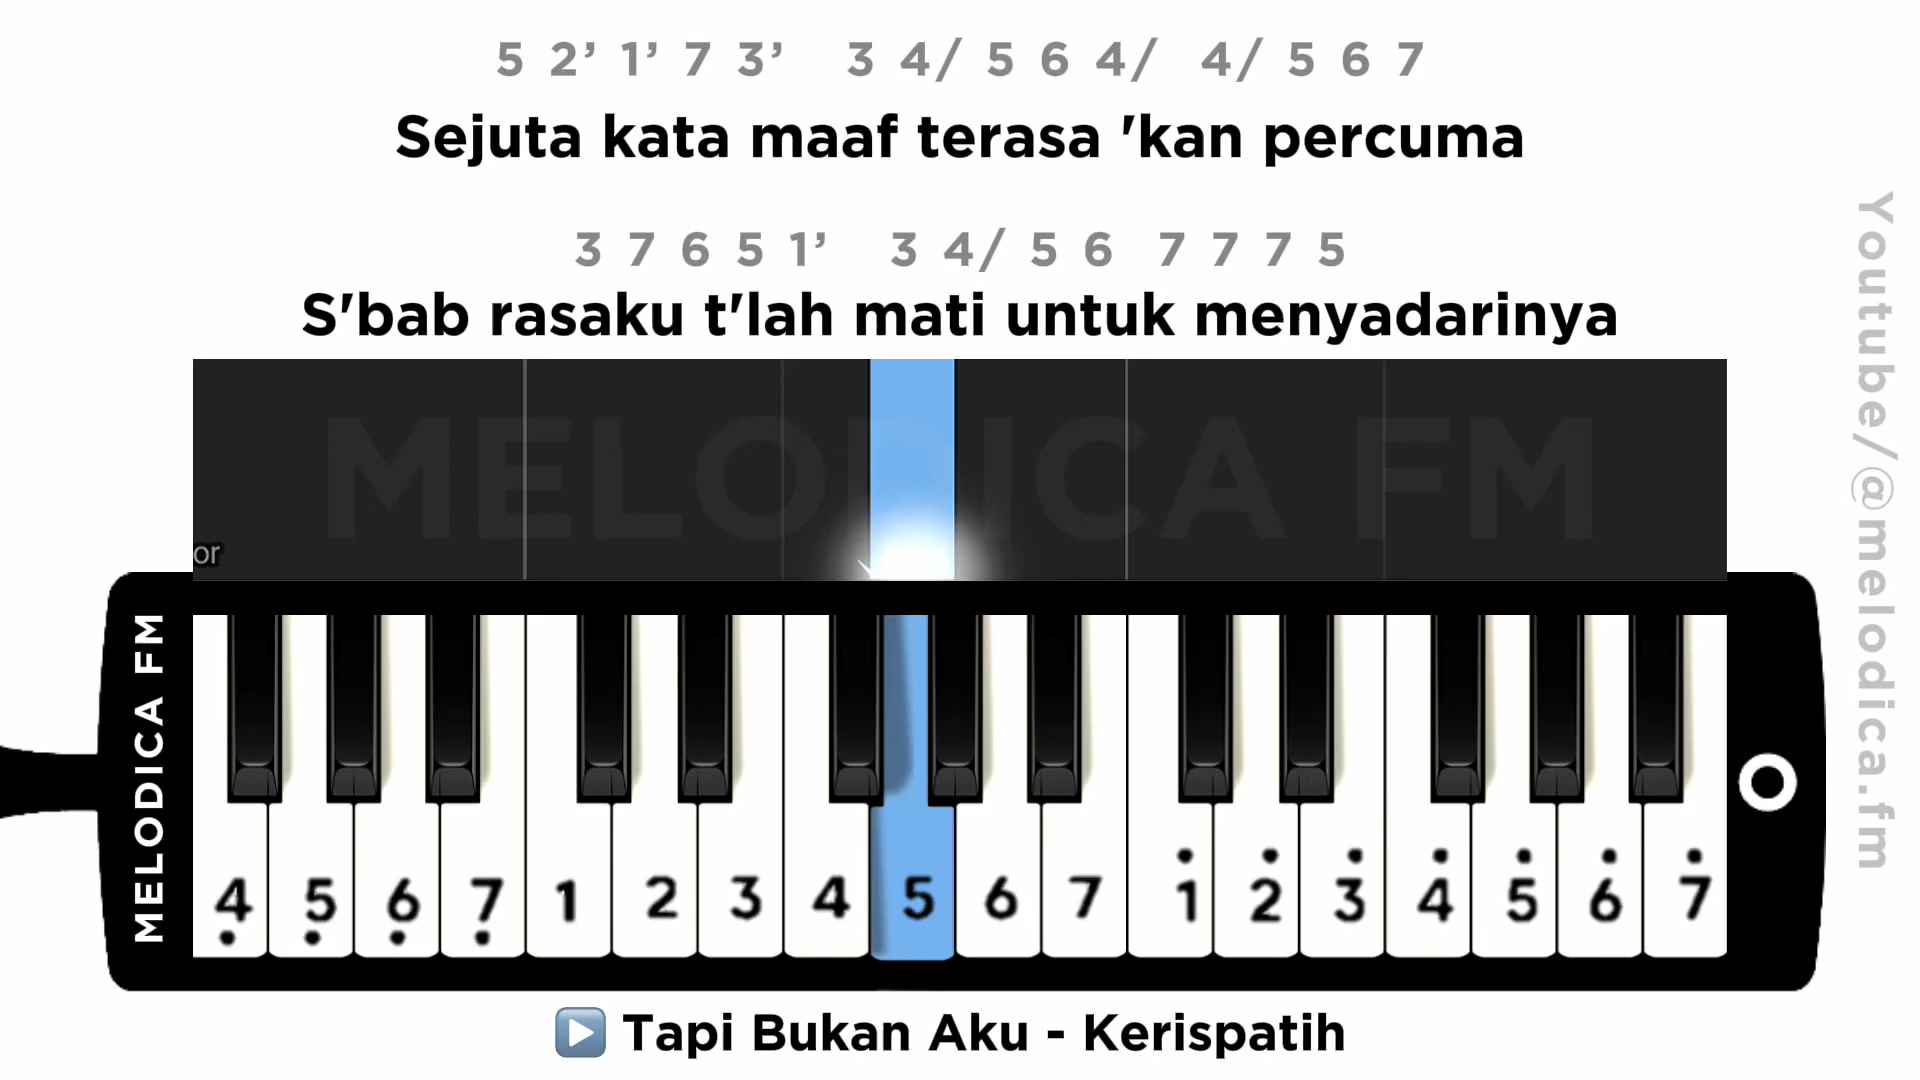 5 2’ 1’ 7 3’ 3 4/ 5 6 4/ 4/ 5 6 7
Sejuta kata maaf terasa 'kan percuma
3 7 6 5 1’ 3 4/ 5 6 7 7 7 5
S'bab rasaku t'lah mati untuk menyadarinya
MELODICA FM
or
MELODICA FM
4 5 6 7 1 2 3 4 5 6 7 1 2 3 4 5 6 7
Tapi Bukan Aku - Kerispatih
Youtube/@melodica.fm